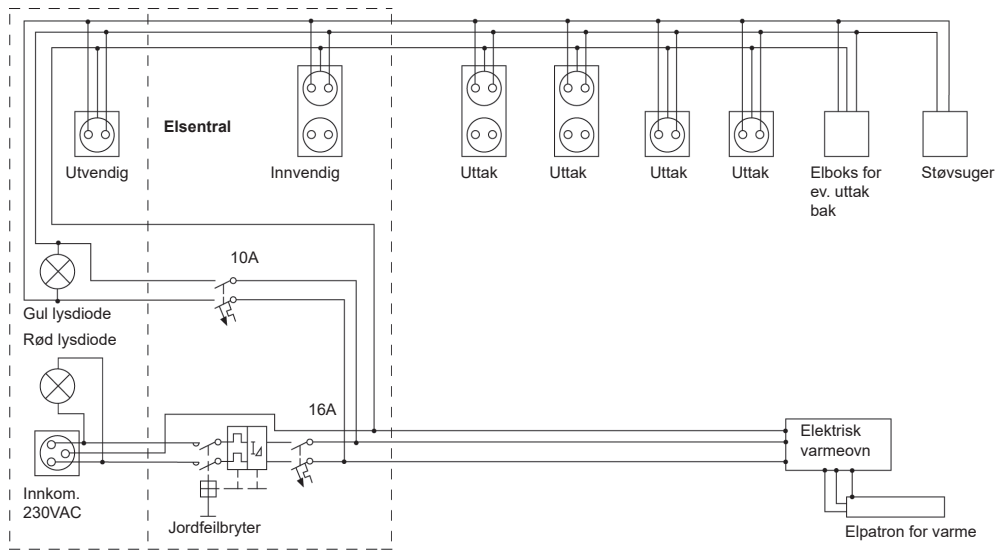 Elsentral
Utvendig
Innvendig
Uttak
Uttak
Uttak
Uttak
Elboks for
ev. uttak
bak
Støvsuger
10A
Gul lysdiode
Rød lysdiode
16A
Elektrisk
varmeovn
Innkom.
230VAC
Jordfeilbryter
Elpatron for varme